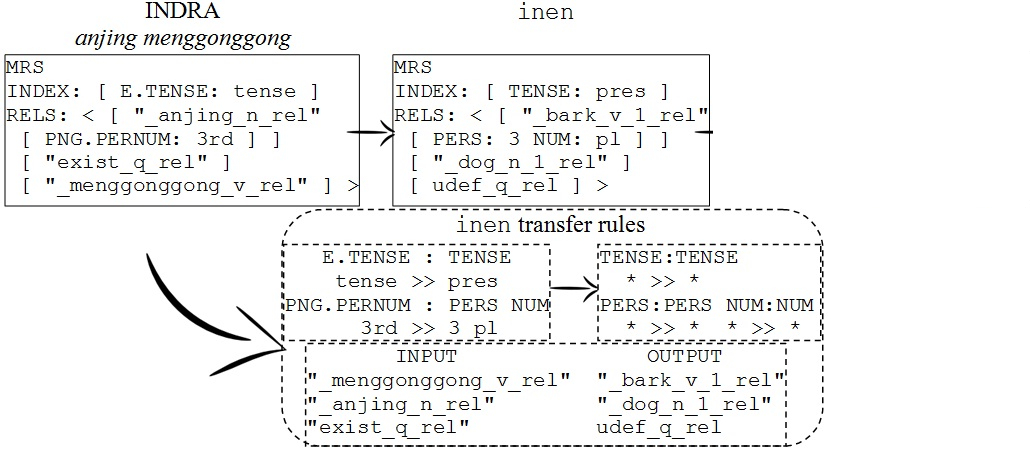 INDRA
anjing menggonggong
MRS
INDEX: [ E.TENSE: tense ]
RELS: < [ "_anjing_n_rel"
[ PNG.PERNUM: 3rd ] ]
[ "exist_q_rel" ]
[ "_menggonggong_v_rel" ] >
inen
MRS
INDEX: [ TENSE: pres ]
RELS: < [ "_bark_v_1_rel"
[ PERS: 3 NUM: pl ] ]
[ "_dog_n_1_rel" ]
[ udef_q_rel ] >
inen transfer rules
E.TENSE : TENSE
tense >> pres
PNG.PERNUM : PERS NUM
3rd >> 3 pl
TENSE:TENSE
* >> *
PERS:PERS NUM:NUM
* >> * * >> *
INPUT OUTPUT
"_menggonggong_v_rel" "_bark_v_1_rel"
"_anjing_n_rel" "_dog_n_1_rel"
"exist_q_rel" udef_q_rel